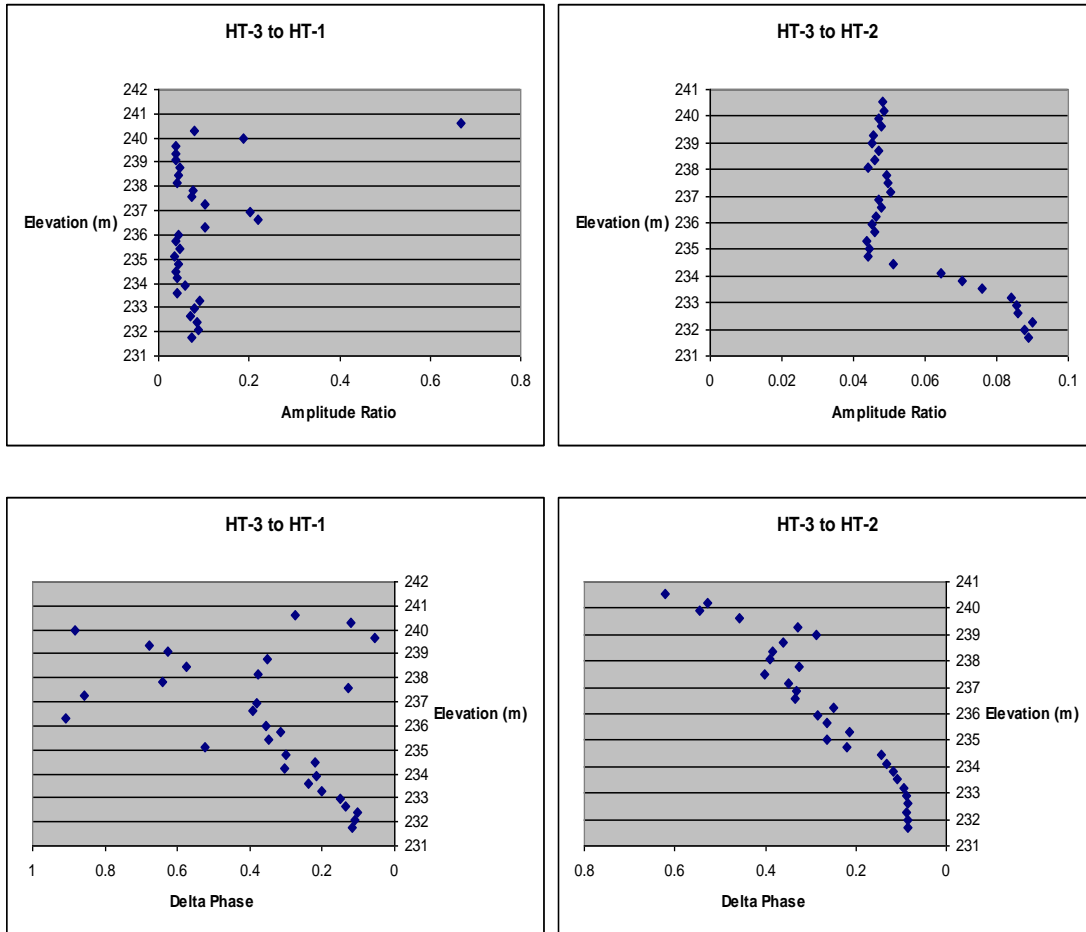 HT-3 to HT-1
242
241
240
239
238
237
236
235
234
233
232
231
Elevation (m)
0 0.2 0.4 0.6 0.8
Amplitude Ratio
HT-3 to HT-2
241
240
239
238
237
236
235
234
233
232
231
Elevation (m)
0 0.02 0.04 0.06 0.08 0.1
Amplitude Ratio
HT-3 to HT-1
242
241
240
239
238
237
236
235
234
233
232
231
Elevation (m)
1 0.8 0.6 0.4 0.2 0
Delta Phase
HT-3 to HT-2
241
240
239
238
237
236
235
234
233
232
231
Elevation (m)
0.8 0.6 0.4 0.2 0
Delta Phase